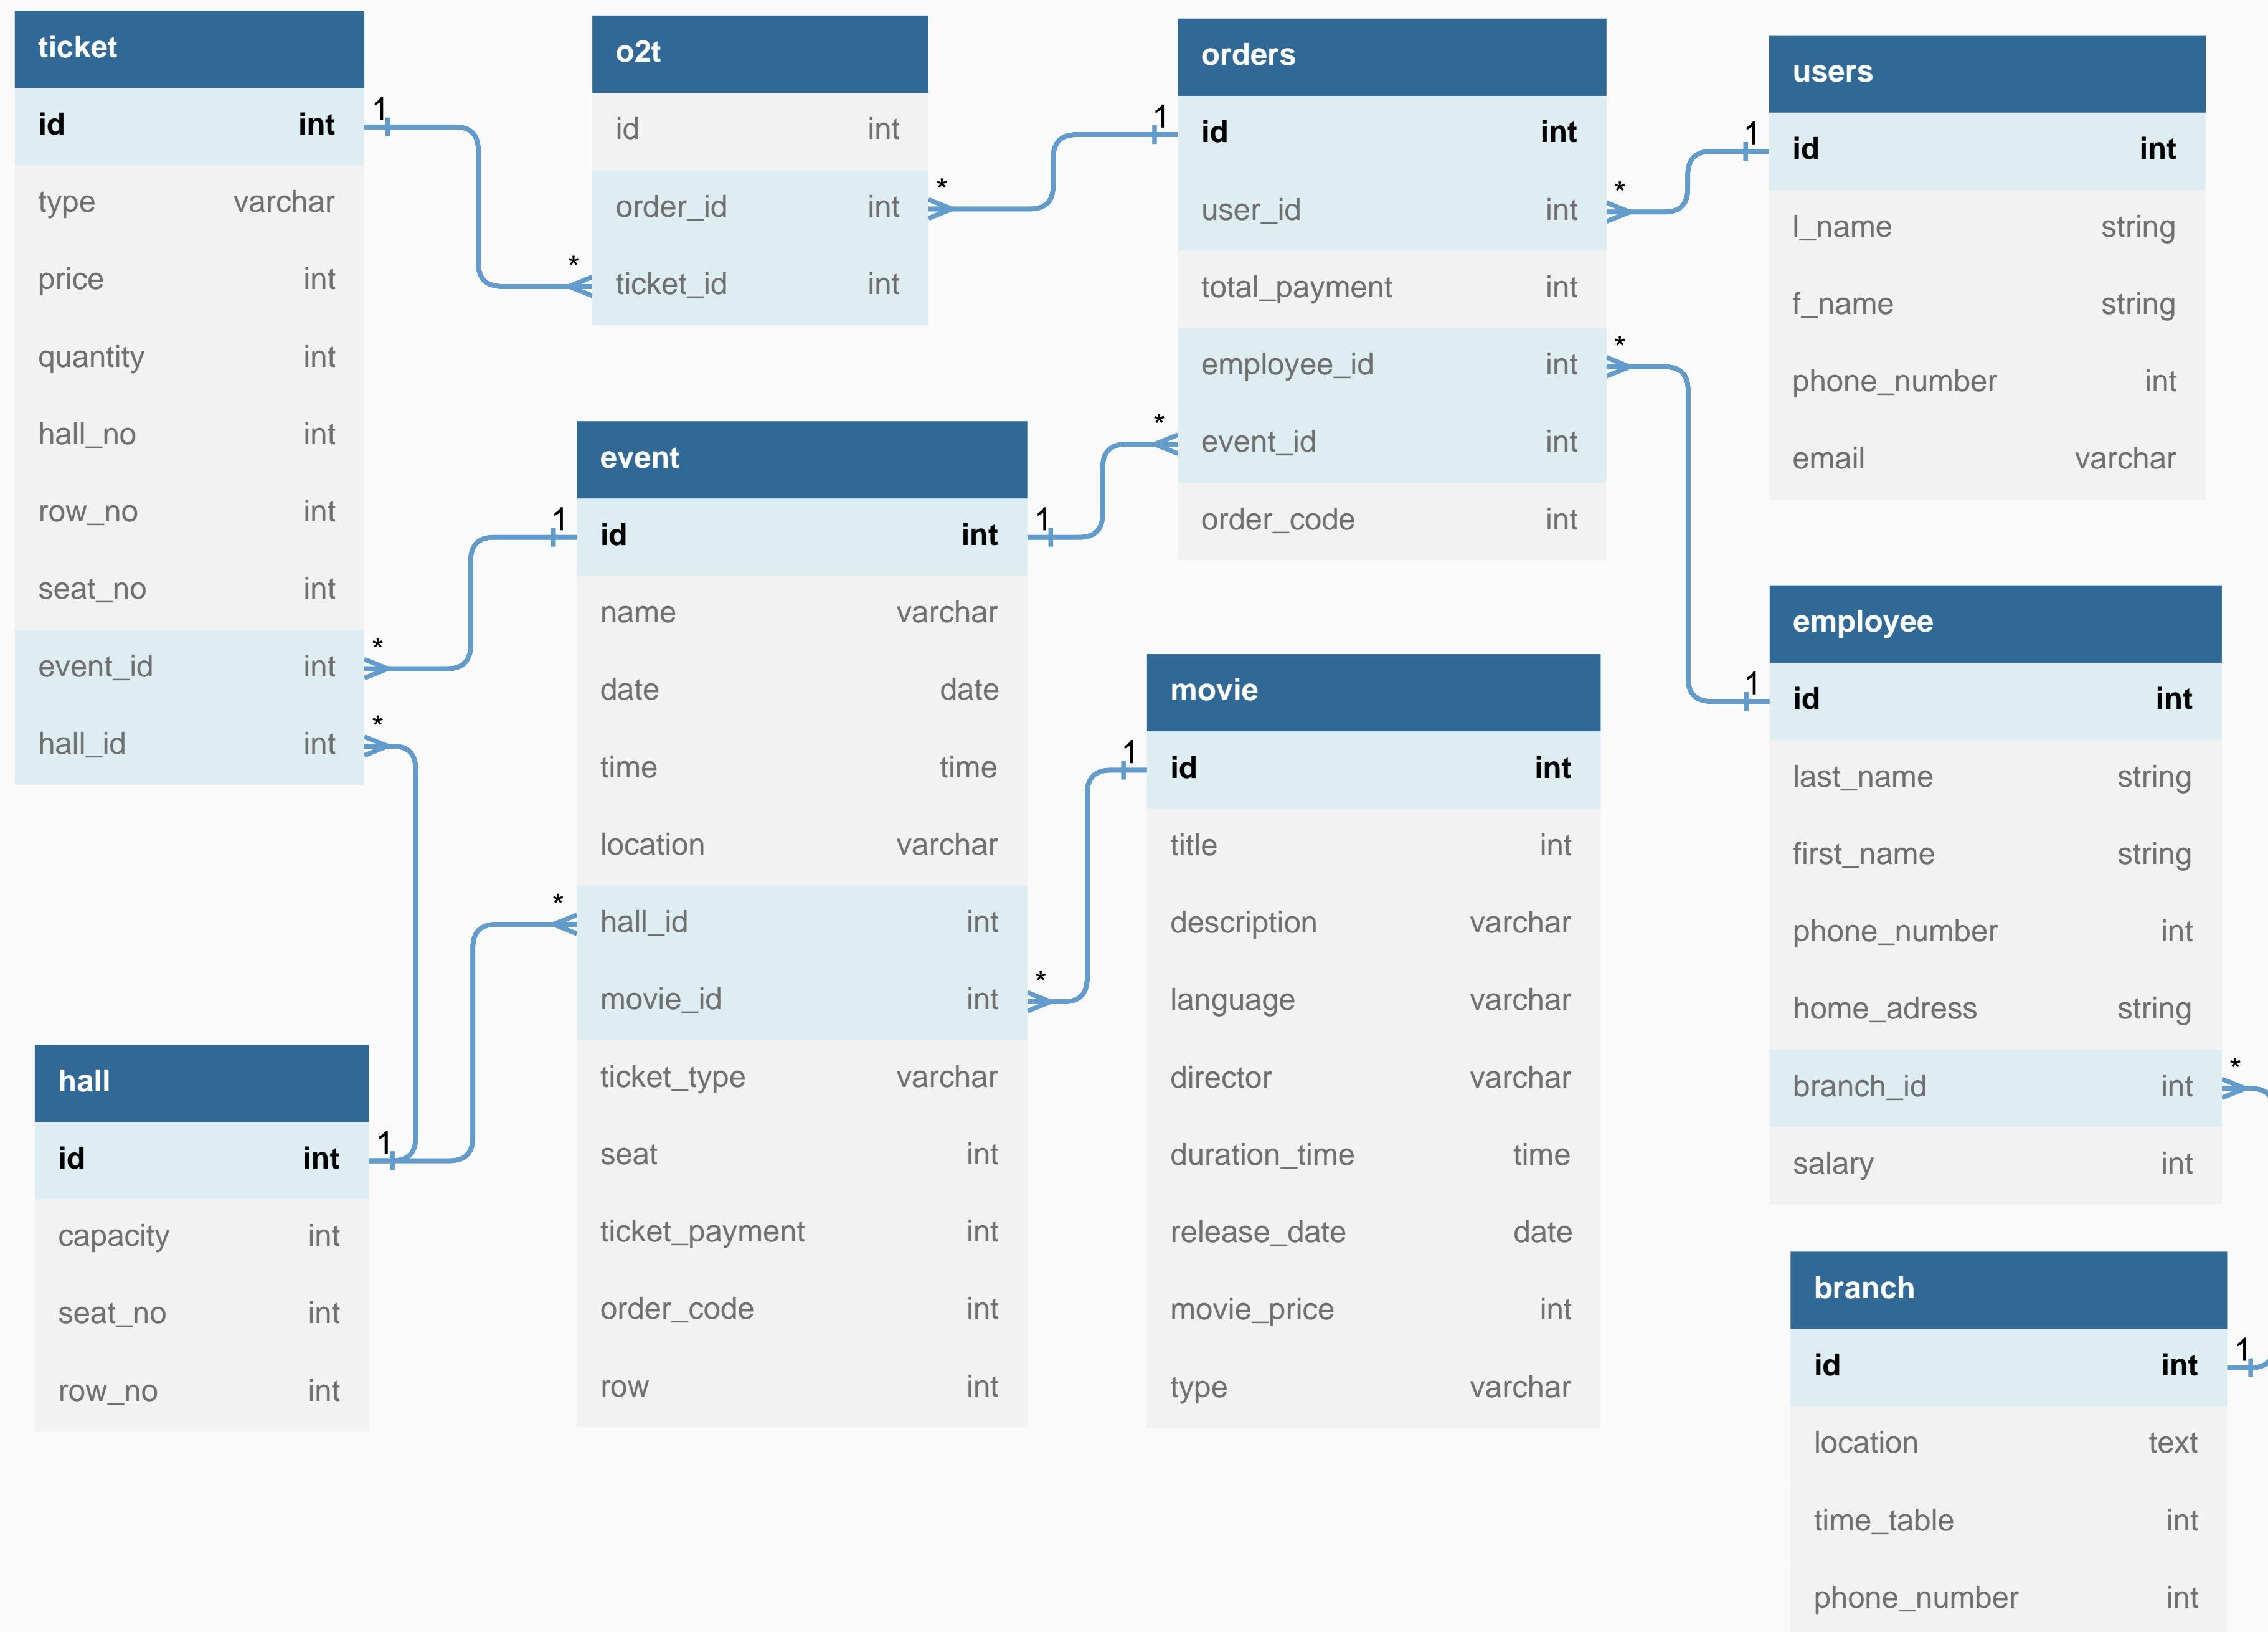 ticket
id int
type varchar
price int
quantity int
hall_no int
row_no int
seat_no int
event_id int
hall_id int
1
*
*
o2t
id int
order_id int
ticket_id int
*
*
orders
id int
user_id int
total_payment int
employee_id int
event_id int
order_code int
1
*
*
*
users
id int
l_name string
f_name string
phone_number int
email varchar
1
event
id int
name varchar
date date
time time
location varchar
hall_id int
movie_id int
ticket_type varchar
seat int
ticket_payment int
order_code int
row int
1
1
*
*
movie
id int
title int
description varchar
language varchar
director varchar
duration_time time
release_date date
movie_price int
type varchar
1
employee
id int
last_name string
first_name string
phone_number int
home_adress string
branch_id int
salary int
1
*
hall
id int
capacity int
seat_no int
row_no int
1
branch
id int
location text
time_table int
phone_number int
1